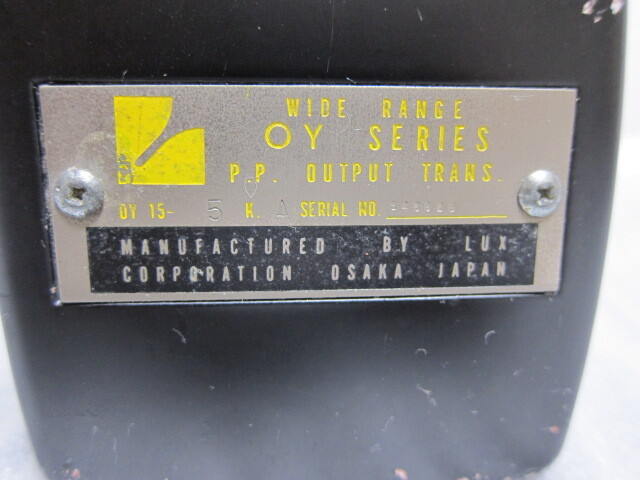 WIDE RANGE
OY SERIES
P.P. OUTPUT TRANS.
OY 15- 5 K. Δ SERIAL NO.
MANUFACTURED BY LUX
CORPORATION OSAKA JAPAN